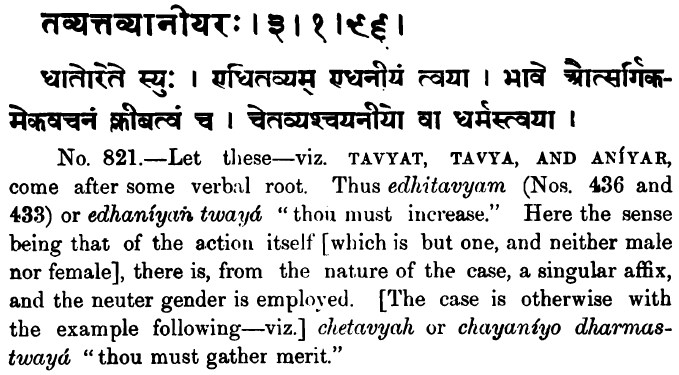 तव्यत्तव्यानीयरः । ३ । १ । ९६ ।
धातोरेते स्युः । एधितव्यम् एधनीयं त्वया । भावे औत्सर्गिक-
मेकवचनं क्लीबत्वं च । चेतव्यश्चयनीयो वा धर्मस्त्वया ।
No. 821.—Let these—viz. TAVYAT, TAVYA, AND ANÍYAR,
come after some verbal root. Thus edhitavyam (Nos. 436 and
433) or edhaníyaṅ twayá “thou must increase.” Here the sense
being that of the action itself [which is but one, and neither male
nor female], there is, from the nature of the case, a singular affix,
and the neuter gender is employed. [The case is otherwise with
the example following—viz.] chetavyah or chayaníyo dharmas-
twayá “thou must gather merit.”